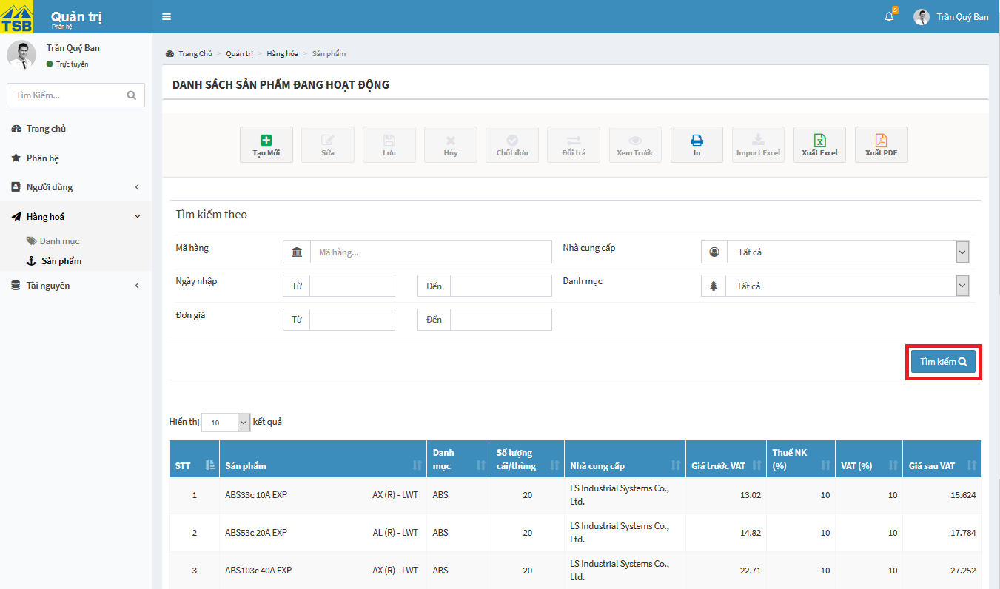 TSB
Quản trị
Phân hệ
5
Trần Quý Ban
Trần Quý Ban
Trực tuyến
Tìm Kiếm...
Trang chủ
Phân hệ
Người dùng
Hàng hoá
Danh mục
Sản phẩm
Tài nguyên
Trang Chủ > Quản trị > Hàng hóa > Sản phẩm
DANH SÁCH SẢN PHẨM ĐANG HOẠT ĐỘNG
Tạo Mới Sửa Lưu Hủy Chốt đơn Đổi trả Xem Trước In Import Excel Xuất Excel Xuất PDF
Tìm kiếm theo
Mã hàng Mã hàng... Nhà cung cấp Tất cả
Ngày nhập Từ Đến Danh mục Tất cả
Đơn giá Từ Đến
Tìm kiếm
Hiển thị 10 kết quả
STT Sản phẩm Danh mục Số lượng cái/thùng Nhà cung cấp Giá trước VAT Thuế NK (%) VAT (%) Giá sau VAT
1 ABS33c 10A EXP AX (R) - LWT ABS 20 LS Industrial Systems Co., Ltd. 13.02 10 10 15.624
2 ABS53c 20A EXP AL (R) - LWT ABS 20 LS Industrial Systems Co., Ltd. 14.82 10 10 17.784
3 ABS103c 40A EXP AX (R) - LWT ABS 20 LS Industrial Systems Co., Ltd. 22.71 10 10 27.252